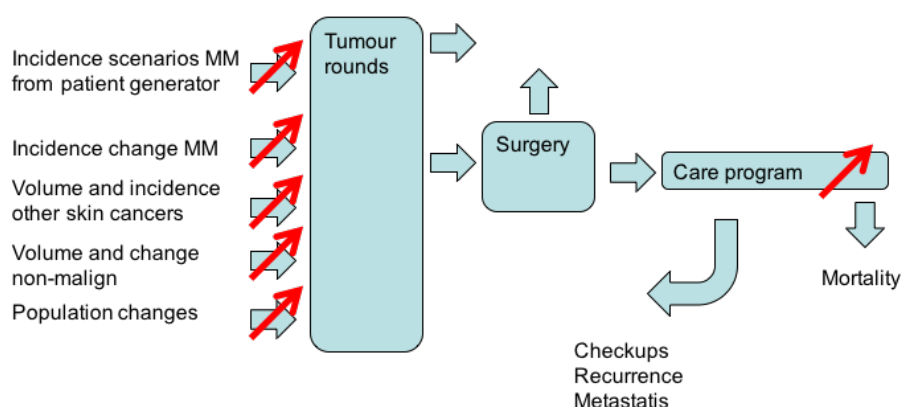 Incidence scenarios MM
from patient generator
Incidence change MM
Volume and incidence
other skin cancers
Volume and change
non-malign
Population changes
Tumour
rounds
Surgery
Care program
Mortality
Checkups
Recurrence
Metastatis